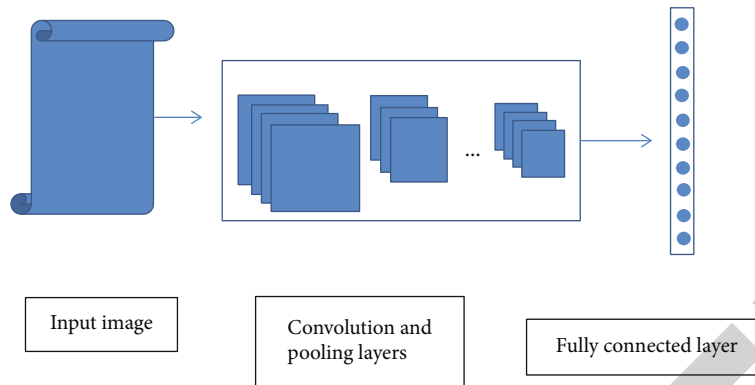 ...
Input image
Convolution and
pooling layers
Fully connected layer